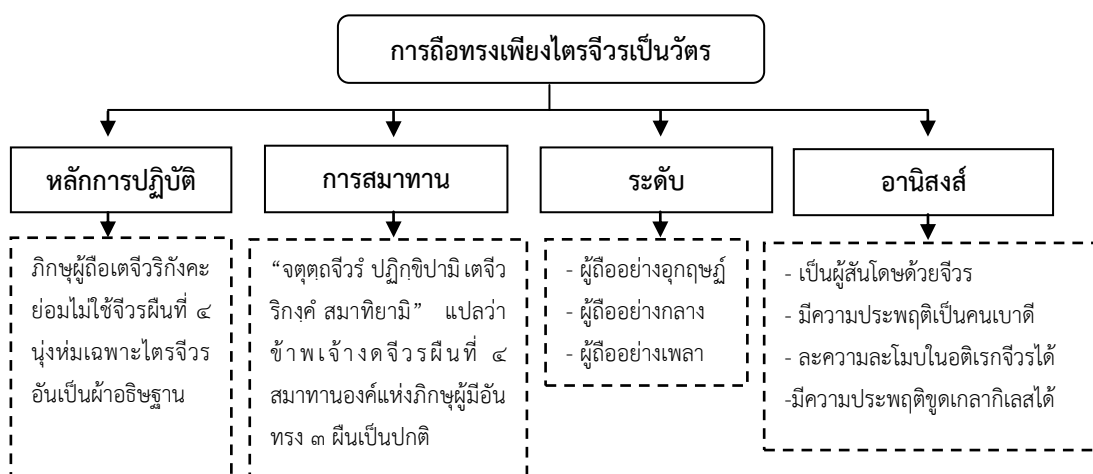 การถือทรงเพียงไตรจีวรเป็นวัตร
หลักการปฏิบัติ
ภิกษุผู้ถือเตจีวริกังคะ
ย่อมไม่ใช้จีวรผืนที่ ๔
นุ่งห่มเฉพาะไตรจีวร
อันเป็นผ้าอธิษฐาน
การสมาทาน
“จตุตฺถจีวรํ ปฏิกฺขิปามิ เตจีว
ริกงฺคํ สมาทิยามิ” แปลว่า
ข้าพเจ้างดจีวรผืนที่ ๔
สมาทานองค์แห่งภิกษุผู้มีอัน
ทรง ๓ ผืนเป็นปกติ
ระดับ
- ผู้ถืออย่างอุกฤษฏ์
- ผู้ถืออย่างกลาง
- ผู้ถืออย่างเพลา
อานิสงส์
- เป็นผู้สันโดษด้วยจีวร
- มีความประพฤติเป็นคนเบาดี
- ละความละโมบในอติเรกจีวรได้
-มีความประพฤติขูดเกลากิเลสได้